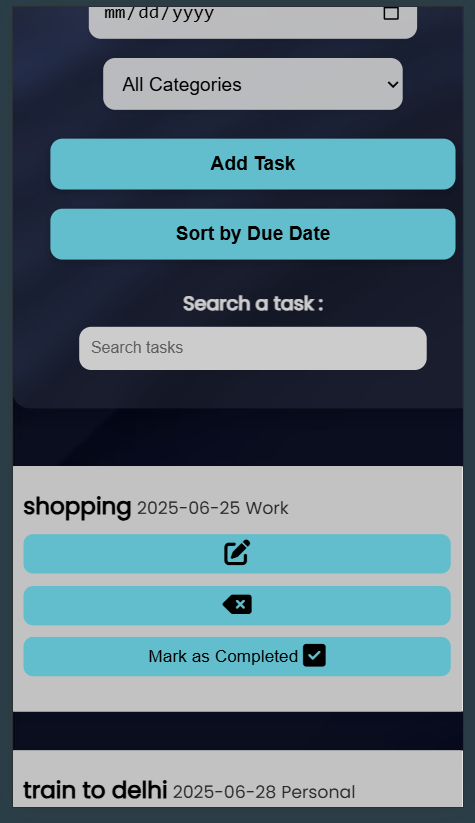 mm/dd/yyyy
All Categories
Add Task
Sort by Due Date
Search a task :
Search tasks
shopping 2025-06-25 Work
Mark as Completed
train to delhi 2025-06-28 Personal